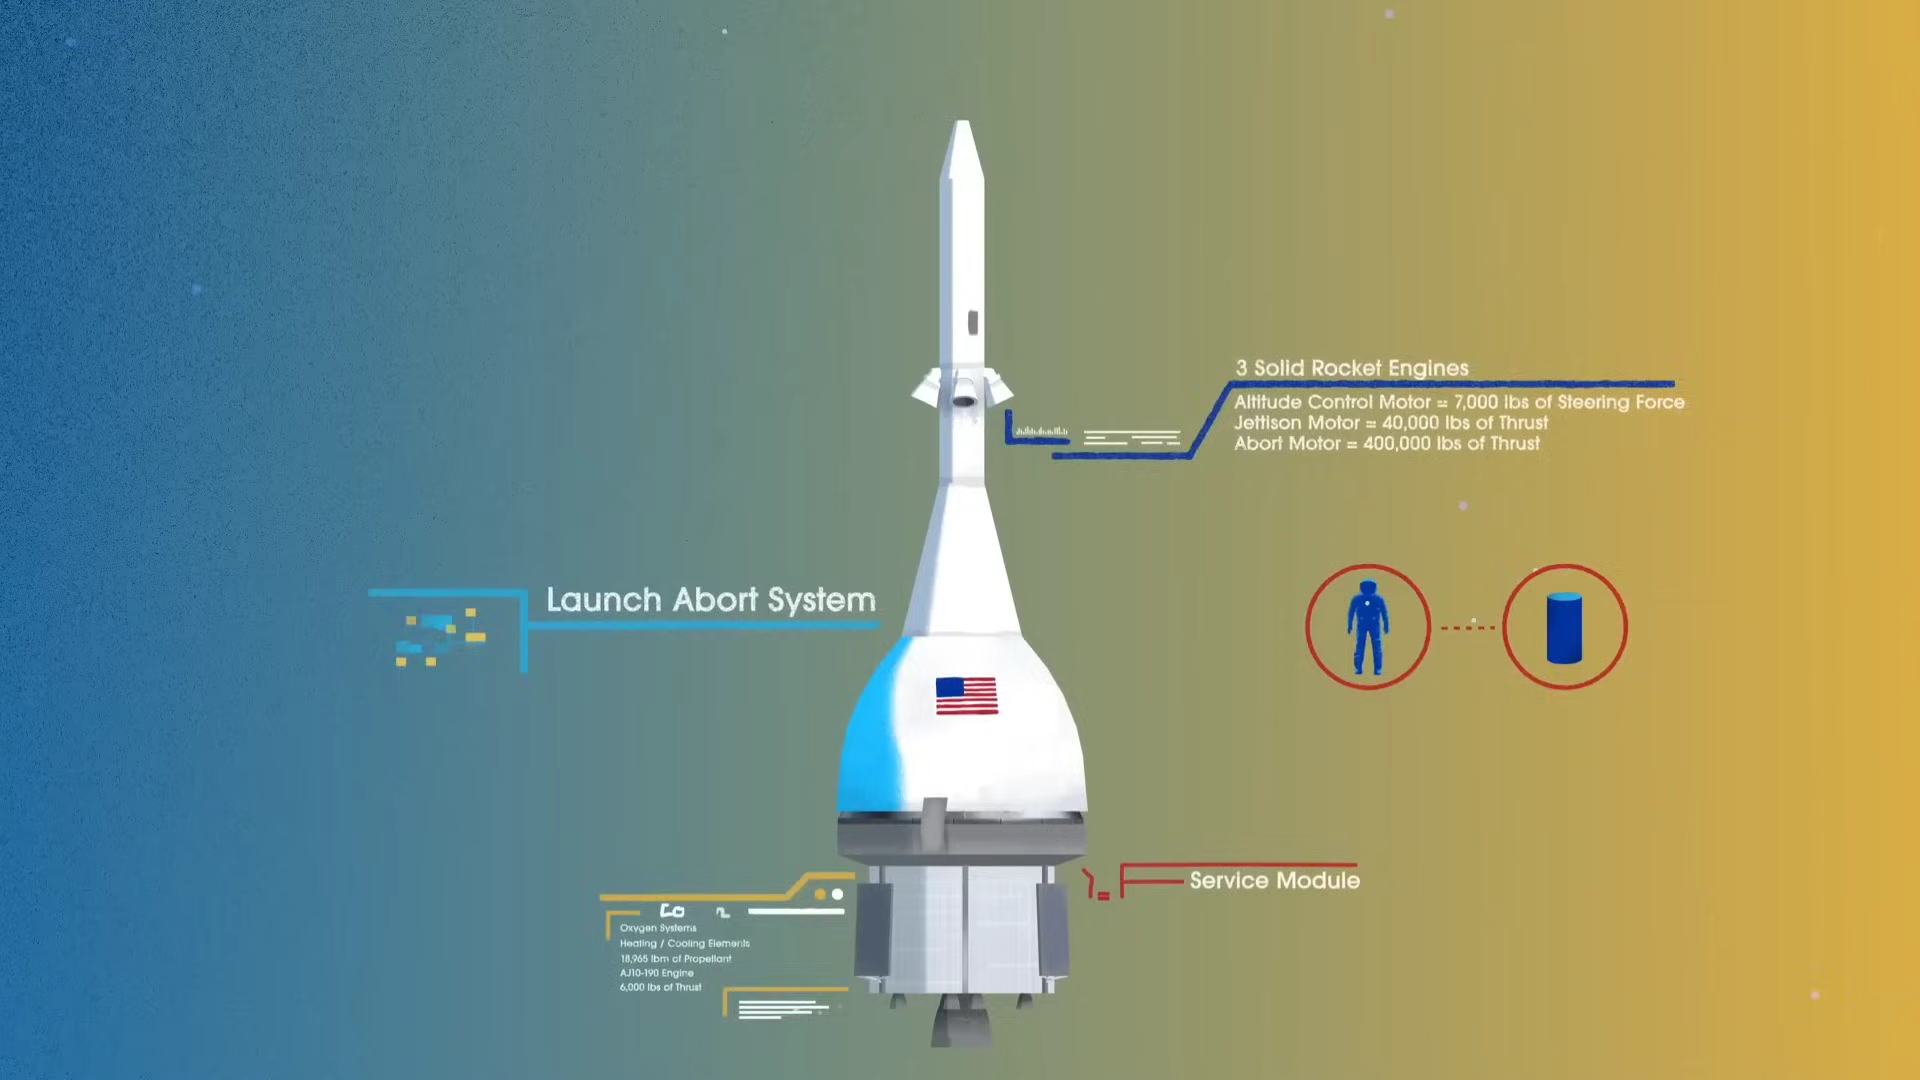 3 Solid Rocket Engines
Altitude Control Motor = 7,000 lbs of Steering Force
Jettison Motor = 40,000 lbs of Thrust
Abort Motor = 400,000 lbs of Thrust
Launch Abort System
Service Module
Oxygen Systems
Heating / Cooling Elements
18,965 lbm of Propellant
AJ10-190 Engine
6,000 lbs of Thrust